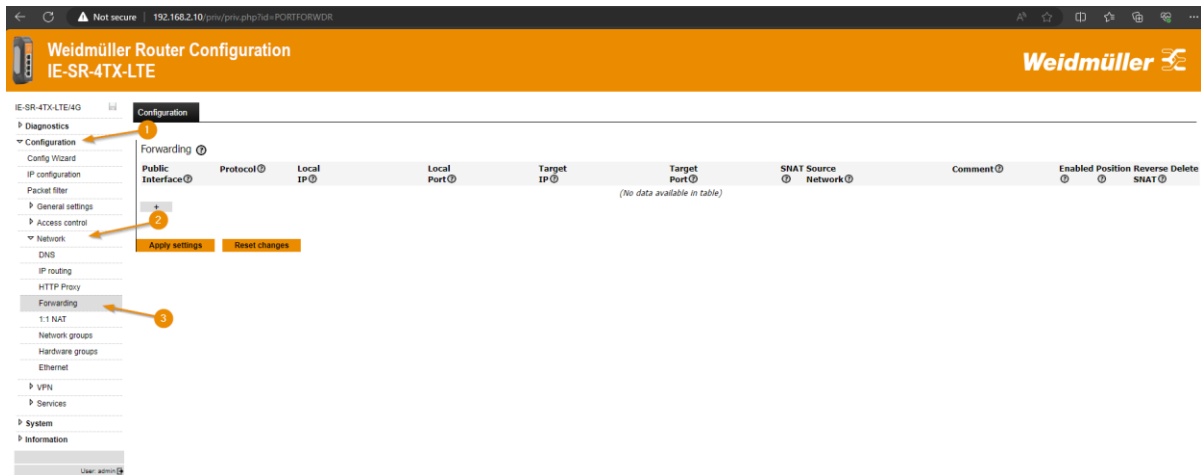 Not secure | 192.168.2.10/priv/priv.php?id=PORTFORWDR
Weidmüller Router Configuration
IE-SR-4TX-LTE
Weidmüller
IE-SR-4TX-LTE/4G
Diagnostics
Configuration
Config Wizard
IP configuration
Packet filter
General settings
Access control
Network
DNS
IP routing
HTTP Proxy
Forwarding
1:1 NAT
Network groups
Hardware groups
Ethernet
VPN
Services
System
Information
User: admin
Configuration
1
Forwarding ?
Public Interface? Protocol? Local IP? Local Port? Target IP? Target Port? SNAT ? Source Network? Comment? Enabled ? Position ? Reverse SNAT? Delete
(No data available in table)
+
2
Apply settings Reset changes
3